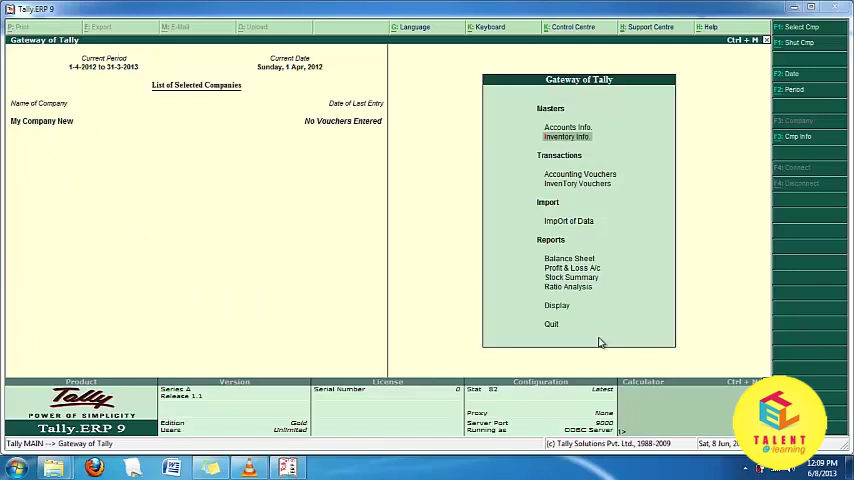 Tally.ERP 9
P: Print E: Export M: E-Mail O: Upload G: Language K: Keyboard K: Control Centre H: Support Centre H: Help
Gateway of Tally Ctrl + M
Current Period Current Date
1-4-2012 to 31-3-2013 Sunday, 1 Apr, 2012
List of Selected Companies
Name of Company Date of Last Entry
My Company New No Vouchers Entered
Gateway of Tally
Masters
Accounts Info.
Inventory Info.
Transactions
Accounting Vouchers
InvenTory Vouchers
Import
ImpOrt of Data
Reports
Balance Sheet
Profit & Loss A/c
Stock Summary
Ratio Analysis
Display
Quit
F1: Select Cmp
F1: Shut Cmp
F2: Date
F2: Period
F3: Company
F3: Cmp Info
F4: Connect
F4: Disconnect
Product Version License Configuration Calculator Ctrl +
Tally
POWER OF SIMPLICITY
Tally.ERP 9
Series A
Release 1.1
Edition Gold
Users Unlimited
Serial Number 0
Stat 82 Latest
Proxy None
Server Port 9000
Running as ODBC Server
1>
Tally MAIN --> Gateway of Tally (c) Tally Solutions Pvt. Ltd., 1988-2009 Sat, 8 Jun, 20
TEL
TALENT
e-learning
12:09 PM
6/8/2013